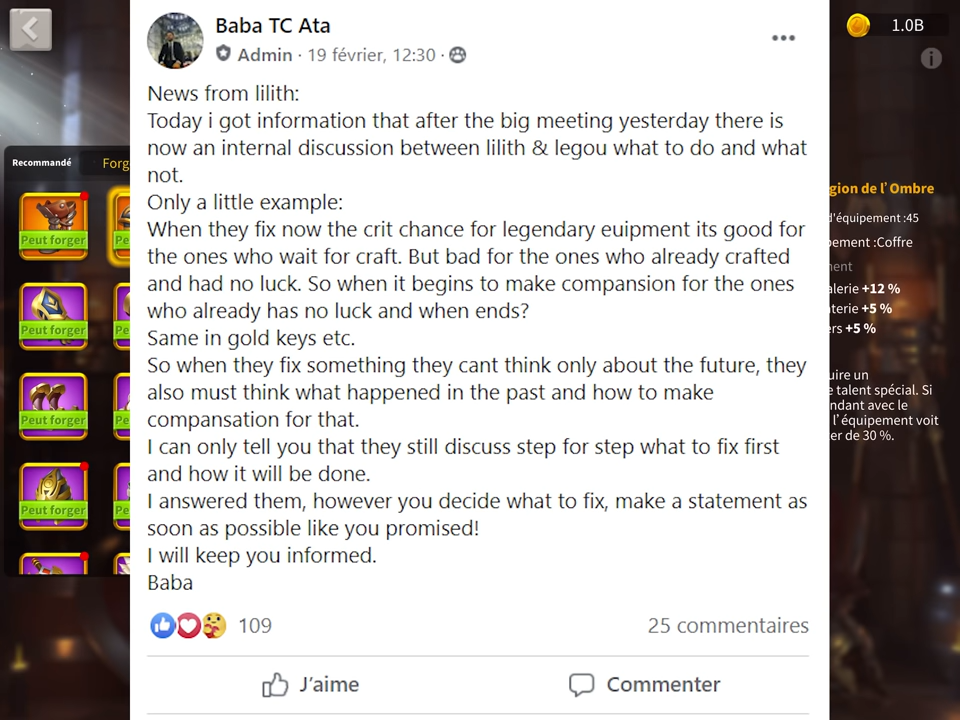 Baba TC Ata
Admin · 19 février, 12:30 ·
1.0B
News from lilith:
Today i got information that after the big meeting yesterday there is
now an internal discussion between lilith & legou what to do and what
not.
Only a little example:
When they fix now the crit chance for legendary euipment its good for
the ones who wait for craft. But bad for the ones who already crafted
and had no luck. So when it begins to make compansion for the ones
who already has no luck and when ends?
Same in gold keys etc.
So when they fix something they cant think only about the future, they
also must think what happened in the past and how to make
compansation for that.
I can only tell you that they still discuss step for step what to fix first
and how it will be done.
I answered them, however you decide what to fix, make a statement as
soon as possible like you promised!
I will keep you informed.
Baba
109
25 commentaires
J'aime
Commenter
Recommandé
Forg
Peut forger
Pe
Peut forger
Pe
Peut forger
Pe
Peut forger
Pe
gion de l'Ombre
d'équipement :45
pement :Coffre
ment
alerie +12 %
nterie +5 %
ers +5 %
uire un
e talent spécial. Si
ndant avec le
l'équipement voit
er de 30 %.